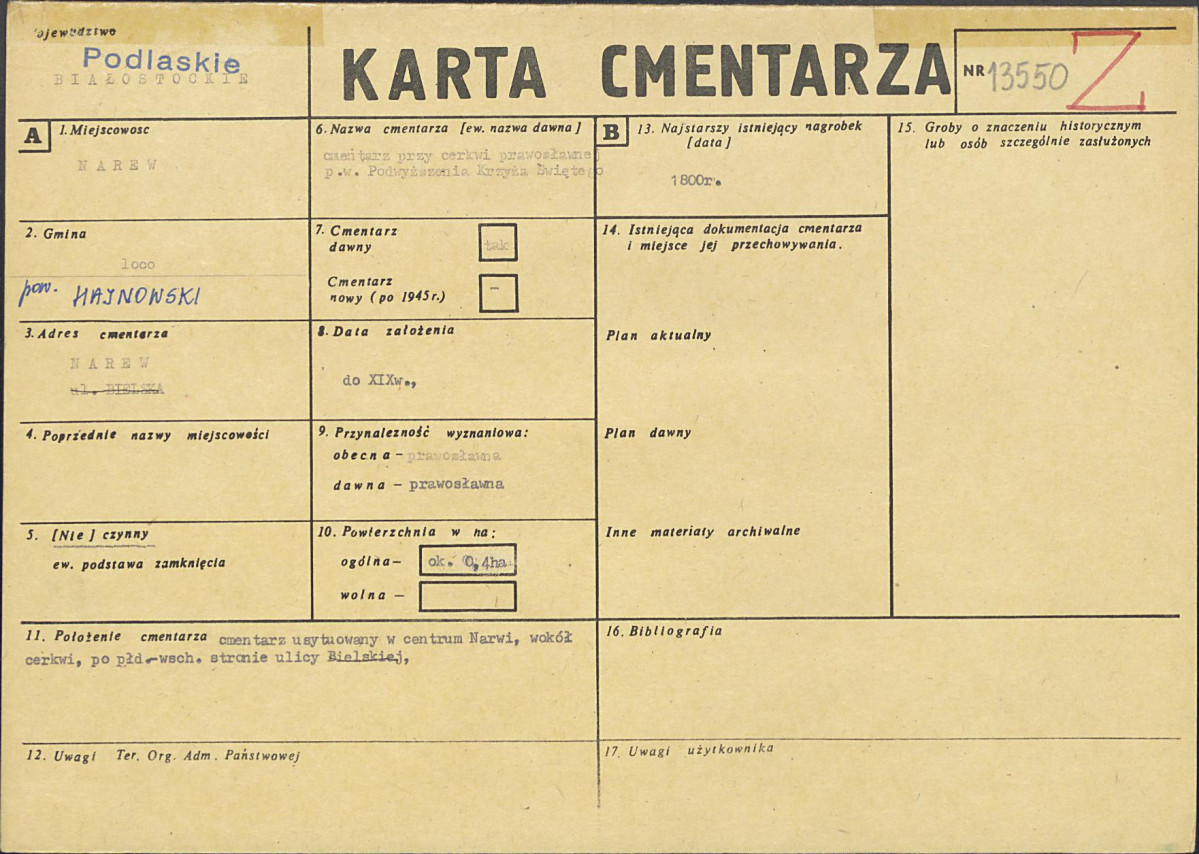 ojewództwo
Podlaskie
BIAŁOSTOCKIE
KARTA CMENTARZA
NR 13550 Z
A
1. Miejscowosc
NAREW
2. Gmina
loco
pow. HAJNOWSKI
3. Adres cmentarza
NAREW
ul. BIELSKA
4. Poprzednie nazwy miejscowości
5. [Nie] czynny
ew. podstawa zamknięcia
6. Nazwa cmentarza [ew. nazwa dawna]
cmentarz przy cerkwi prawosławnej
p.w. Podwyższenia Krzyża Świętego
7. Cmentarz
dawny
tak
Cmentarz
nowy (po 1945 r.)
-
8. Data założenia
do XIXw.,
9. Przynależność wyznaniowa:
obecna - prawosławna
dawna - prawosławna
10. Powierzchnia w ha:
ogólna - ok. 0,4ha
wolna -
B
13. Najstarszy istniejący nagrobek
[data]
1800r.
14. Istniejąca dokumentacja cmentarza
i miejsce jej przechowywania.
Plan aktualny
Plan dawny
Inne materiały archiwalne
15. Groby o znaczeniu historycznym
lub osób szczególnie zasłużonych
11. Położenie cmentarza cmentarz usytuowany w centrum Narwi, wokół
cerkwi, po płd.-wsch. stronie ulicy Bielskiej,
16. Bibliografia
12. Uwagi Ter. Org. Adm. Państwowej
17. Uwagi użytkownika